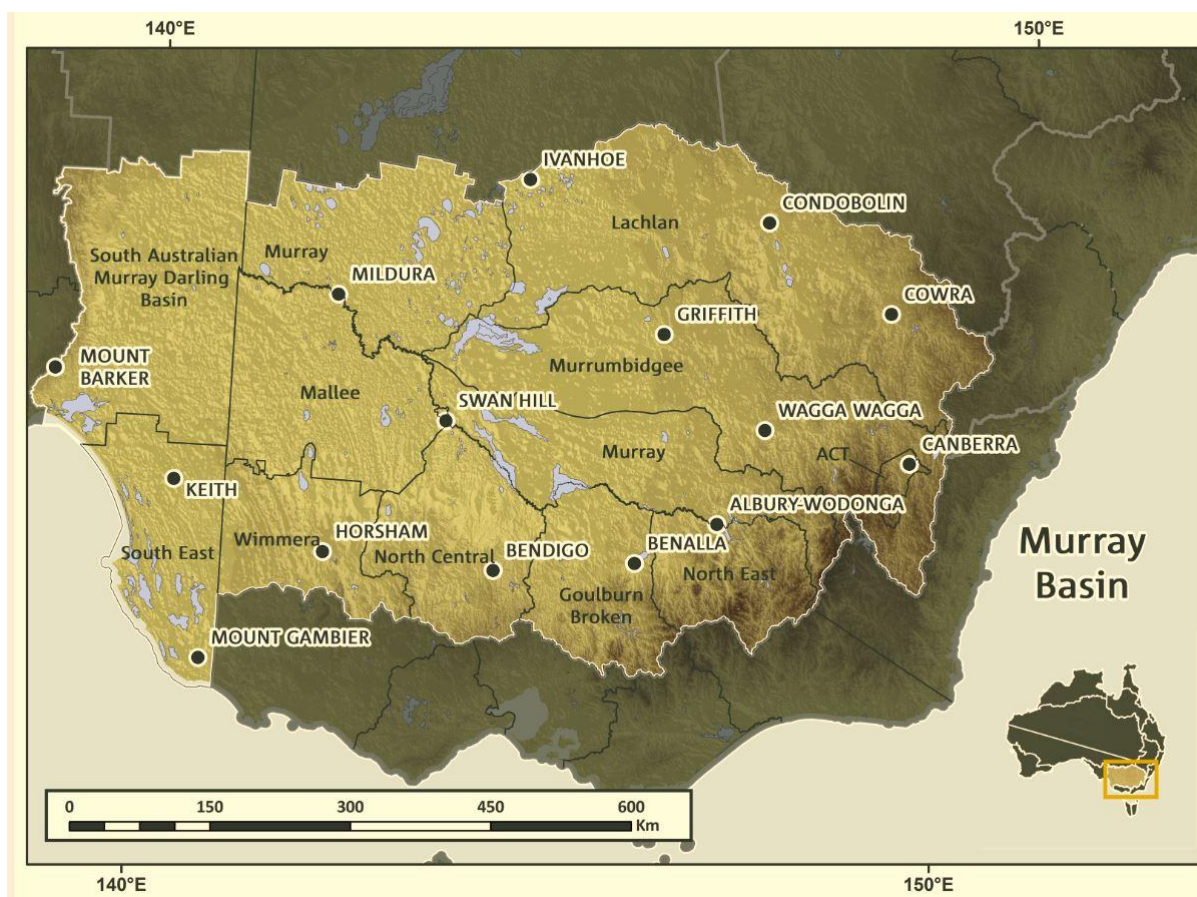 140°E
150°E
IVANHOE
CONDOBOLIN
Lachlan
South Australian
Murray Darling
Basin
Murray
MILDURA
COWRA
GRIFFITH
Murrumbidgee
MOUNT
BARKER
Mallee
SWAN HILL
WAGGA WAGGA
Murray
ACT
CANBERRA
KEITH
ALBURY-WODONGA
South East
Wimmera
HORSHAM
North Central
BENDIGO
BENALLA
North East
Goulburn
Broken
Murray
Basin
MOUNT GAMBIER
0 150 300 450 600
Km
140°E
150°E